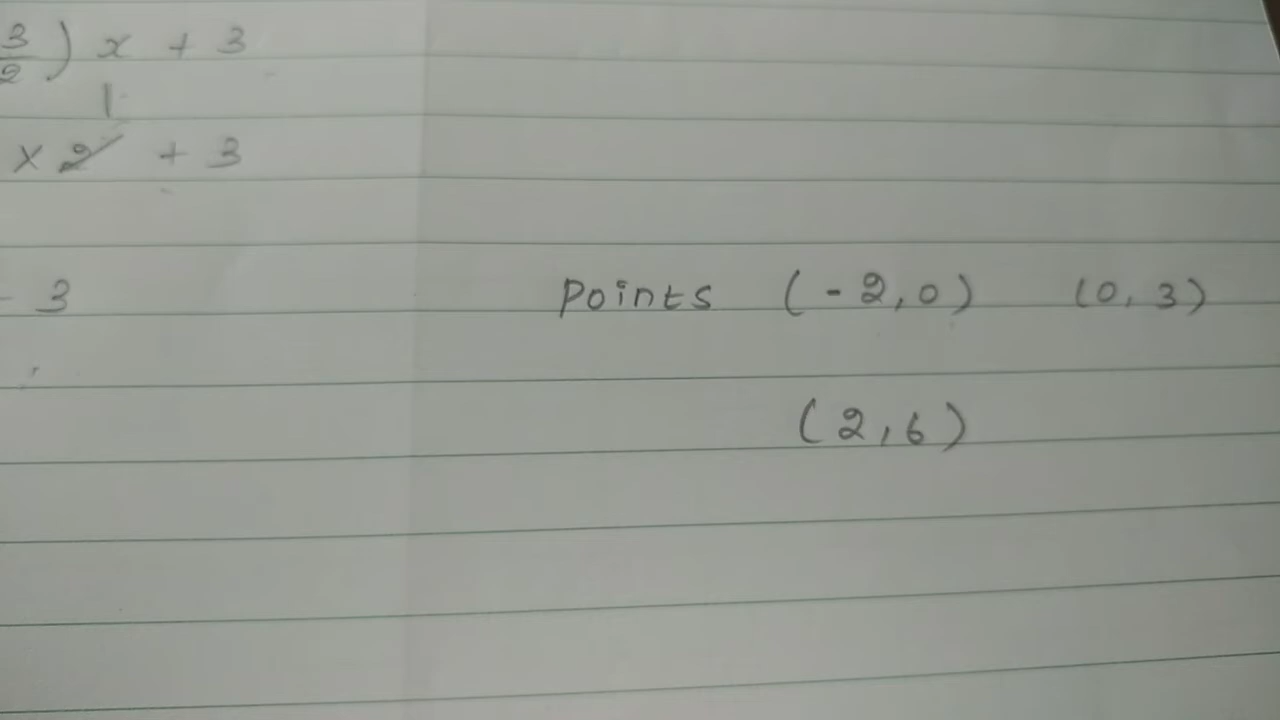 3/2) x + 3
1
x 2 + 3
- 3 Points (-2,0) (0,3)
(2,6)